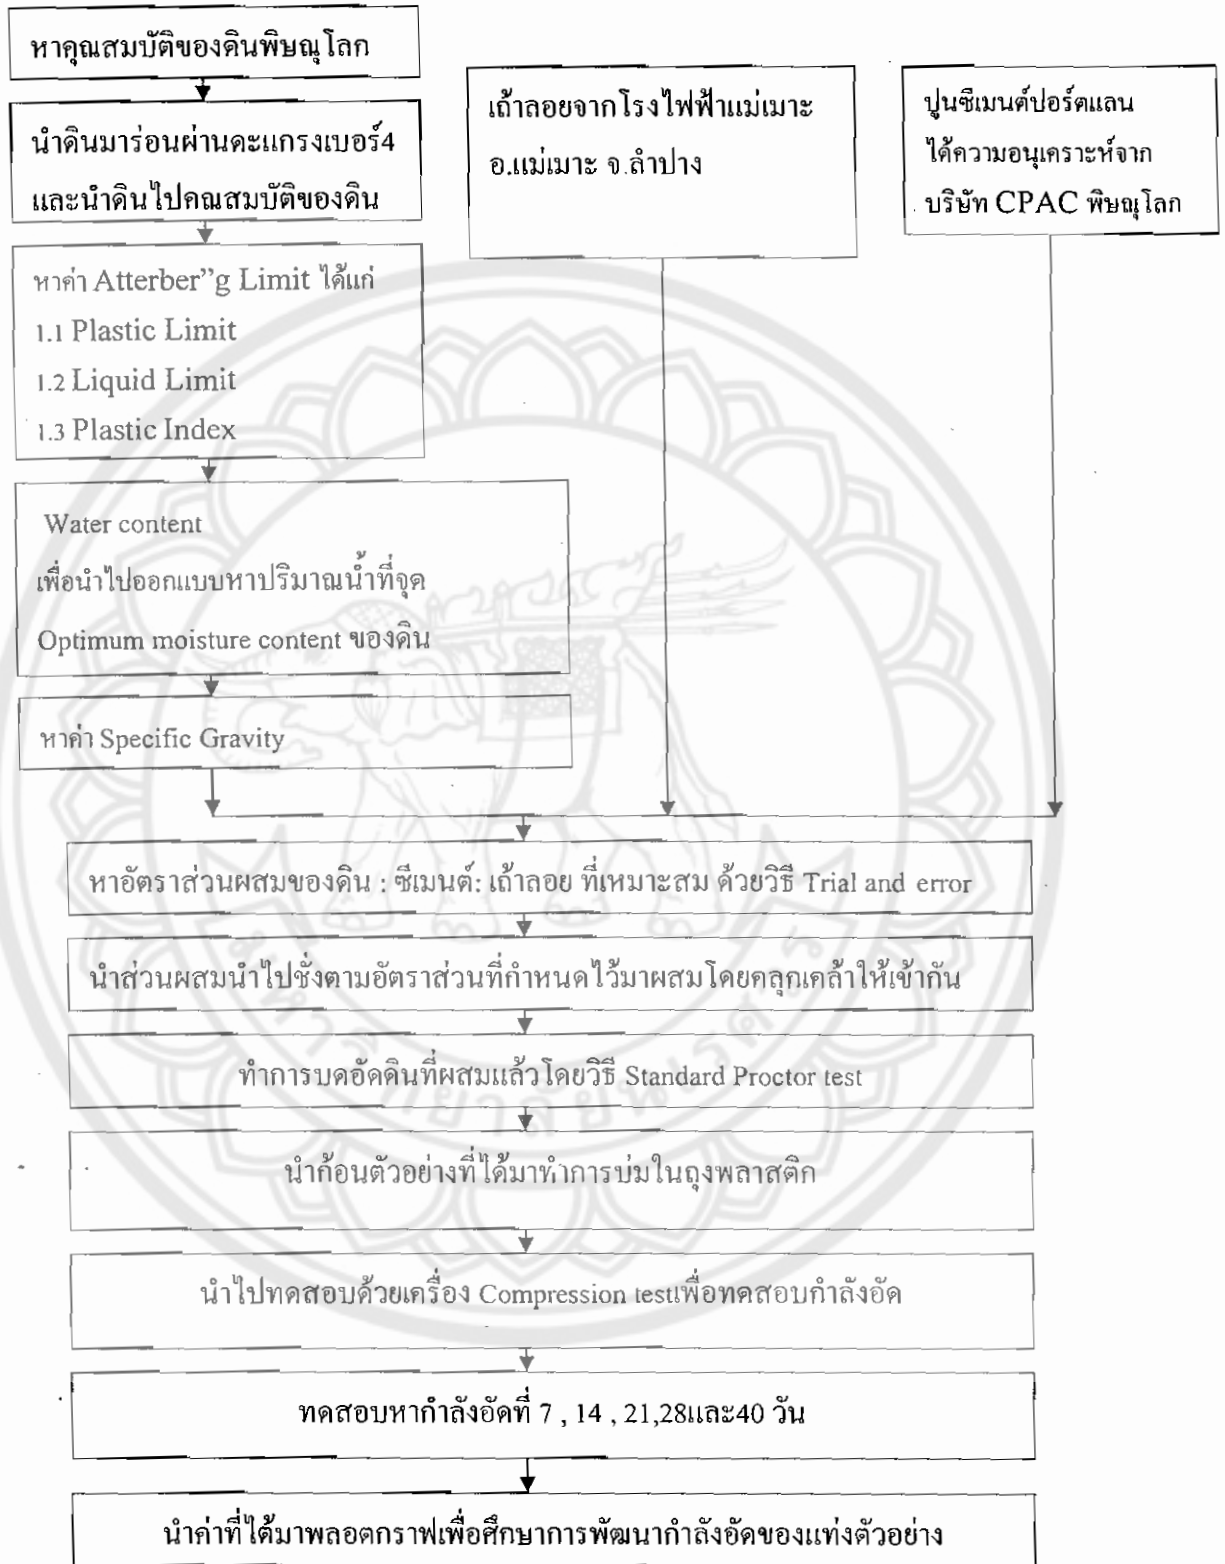 หาคุณสมบัติของดินพิษณุโลก
นำดินมาร่อนผ่านตะแกรงเบอร์4
และนำดินไปคณสมบัติของดิน
หาค่า Atterber”g Limit ได้แก่
1.1 Plastic Limit
1.2 Liquid Limit
1.3 Plastic Index
Water content
เพื่อนำไปออกแบบหาปริมาณน้ำที่จุด
Optimum moisture content ของดิน
หาค่า Specific Gravity
เถ้าลอยจากโรงไฟฟ้าแม่เมาะ
อ.แม่เมาะ จ.ลำปาง
ปูนซีเมนต์ปอร์ตแลน
ได้ความอนุเคราะห์จาก
บริษัท CPAC พิษณุโลก
หาอัตราส่วนผสมของดิน : ซีเมนต์: เถ้าลอย ที่เหมาะสม ด้วยวิธี Trial and error
นำส่วนผสมนำไปชั่งตามอัตราส่วนที่กำหนดไว้มาผสมโดยคลุกเคล้าให้เข้ากัน
ทำการบดอัดดินที่ผสมแล้วโดยวิธี Standard Proctor test
นำก้อนตัวอย่างที่ได้มาทำการบ่มในถุงพลาสติก
นำไปทดสอบด้วยเครื่อง Compression testเพื่อทดสอบกำลังอัด
ทดสอบหากำลังอัดที่ 7 , 14 , 21,28และ40 วัน
นำค่าที่ได้มาพลอตกราฟเพื่อศึกษาการพัฒนากำลังอัดของแท่งตัวอย่าง